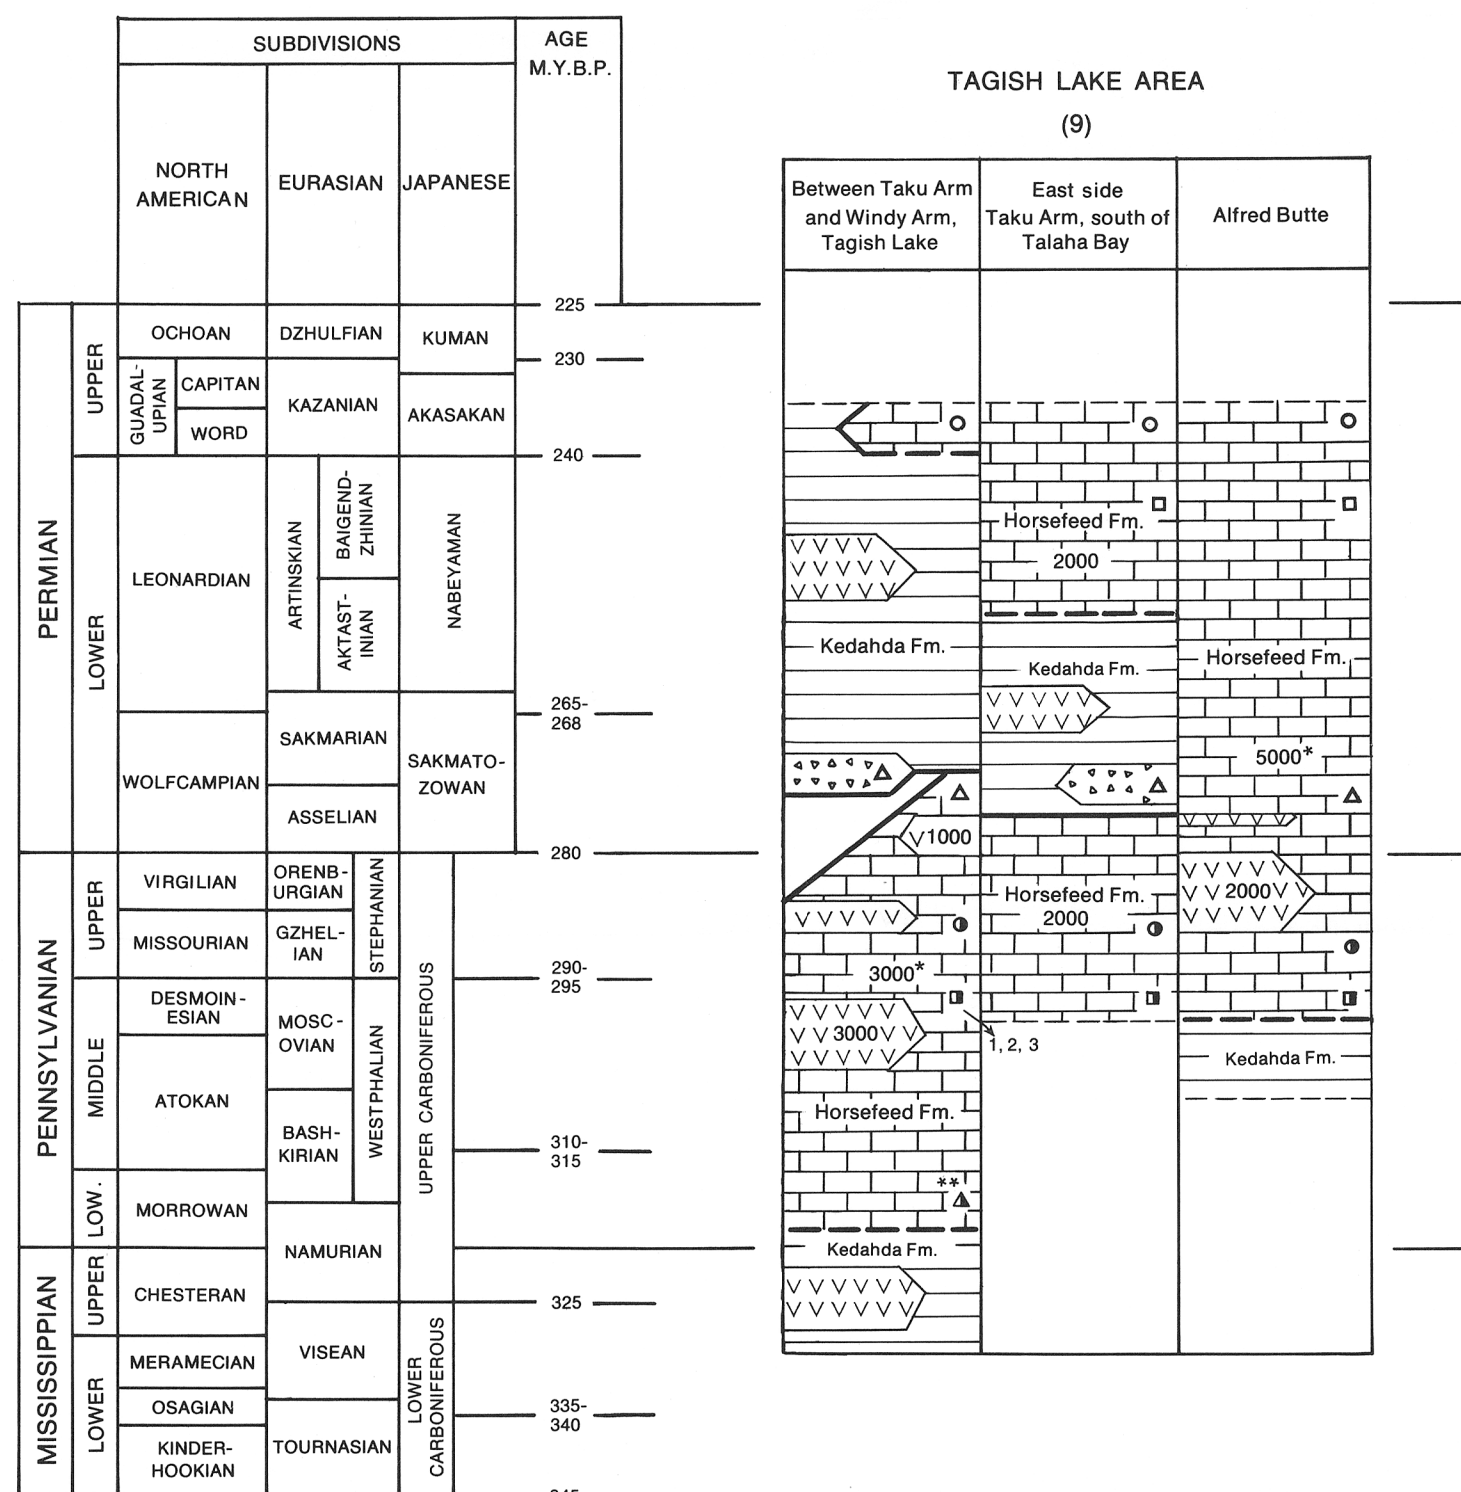 SUBDIVISIONS
AGE
M.Y.B.P.
NORTH
AMERICAN
EURASIAN
JAPANESE
TAGISH LAKE AREA
(9)
Between Taku Arm
and Windy Arm,
Tagish Lake
East side
Taku Arm, south of
Talaha Bay
Alfred Butte
PERMIAN
UPPER
LOWER
OCHOAN
GUADAL-
UPIAN
CAPITAN
WORD
LEONARDIAN
WOLFCAMPIAN
DZHULFIAN
KAZANIAN
ARTINSKIAN
BAIGEND-
ZHINIAN
AKTAST-
INIAN
SAKMARIAN
ASSELIAN
KUMAN
AKASAKAN
NABEYAMAN
SAKMATO-
ZOWAN
225
230
240
265-
268
280
PENNSYLVANIAN
UPPER
MIDDLE
LOW.
VIRGILIAN
MISSOURIAN
DESMOIN-
ESIAN
ATOKAN
MORROWAN
ORENB-
URGIAN
GZHEL-
IAN
MOSC-
OVIAN
BASH-
KIRIAN
NAMURIAN
STEPHANIAN
WESTPHALIAN
UPPER CARBONIFEROUS
290-
295
310-
315
MISSISSIPPIAN
UPPER
LOWER
CHESTERAN
MERAMECIAN
OSAGIAN
KINDER-
HOOKIAN
VISEAN
TOURNASIAN
LOWER
CARBONIFEROUS
325
335-
340
Kedahda Fm.
1000
3000*
3000
1, 2, 3
Horsefeed Fm.
**
Kedahda Fm.
Horsefeed Fm.
2000
Kedahda Fm.
Horsefeed Fm.
2000
Horsefeed Fm.
5000*
2000
Kedahda Fm.